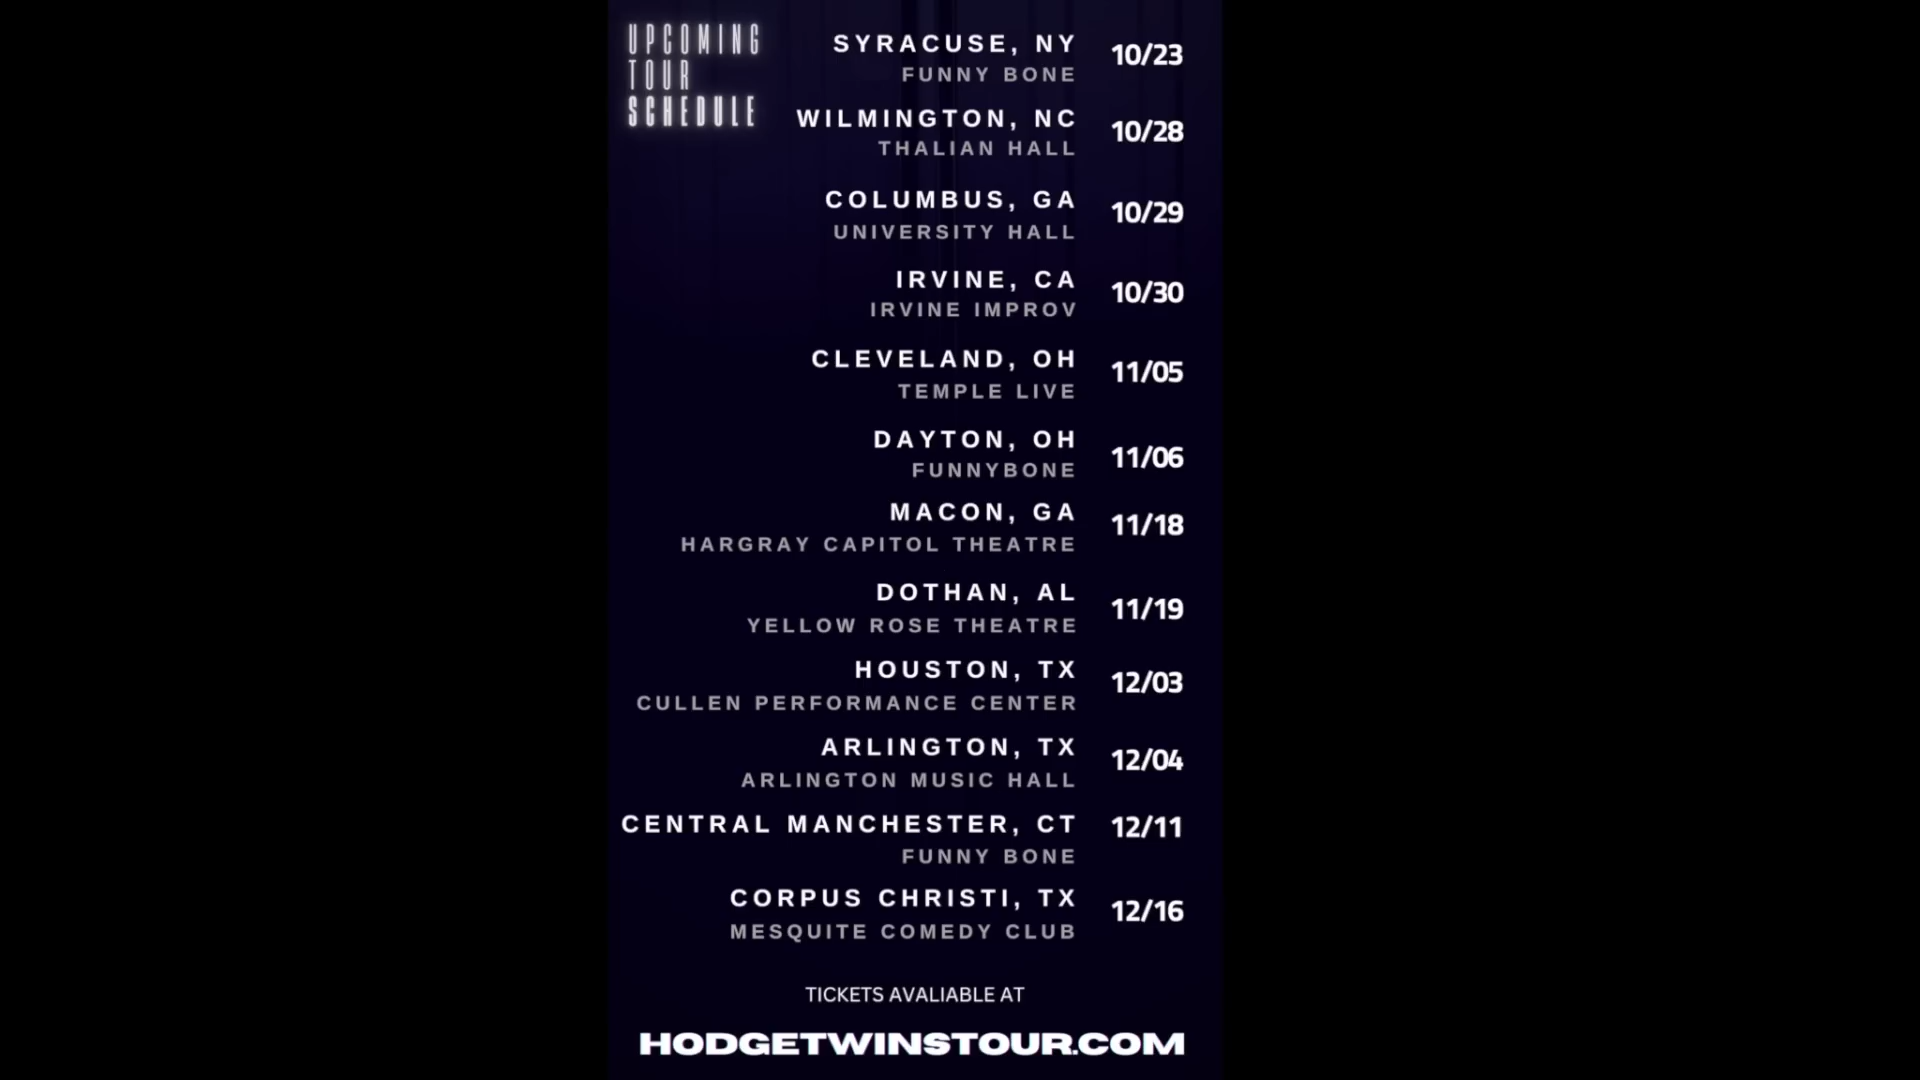 UPCOMING
TOUR
SCHEDULE
SYRACUSE, NY 10/23
FUNNY BONE
WILMINGTON, NC 10/28
THALIAN HALL
COLUMBUS, GA 10/29
UNIVERSITY HALL
IRVINE, CA 10/30
IRVINE IMPROV
CLEVELAND, OH 11/05
TEMPLE LIVE
DAYTON, OH 11/06
FUNNYBONE
MACON, GA 11/18
HARGRAY CAPITOL THEATRE
DOTHAN, AL 11/19
YELLOW ROSE THEATRE
HOUSTON, TX 12/03
CULLEN PERFORMANCE CENTER
ARLINGTON, TX 12/04
ARLINGTON MUSIC HALL
CENTRAL MANCHESTER, CT 12/11
FUNNY BONE
CORPUS CHRISTI, TX 12/16
MESQUITE COMEDY CLUB
TICKETS AVALIABLE AT
HODGETWINSTOUR.COM